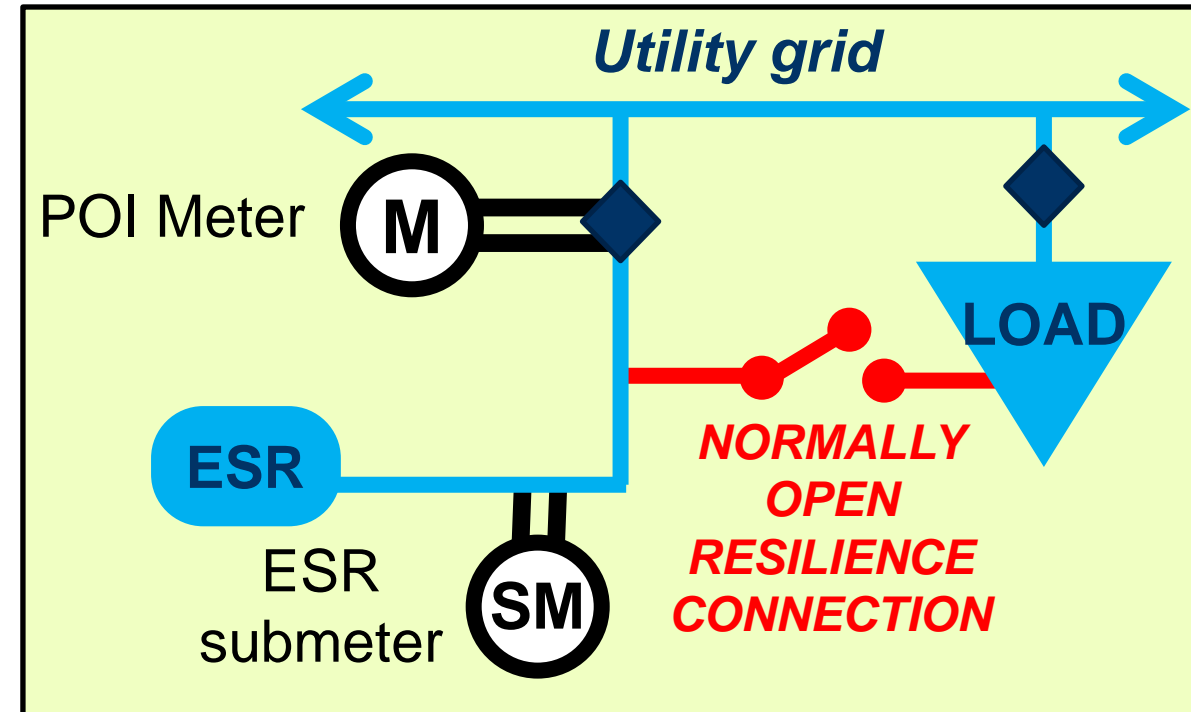 Utility grid
POI Meter
M
LOAD
ESR
NORMALLY
OPEN
RESILIENCE
CONNECTION
ESR
submeter
SM